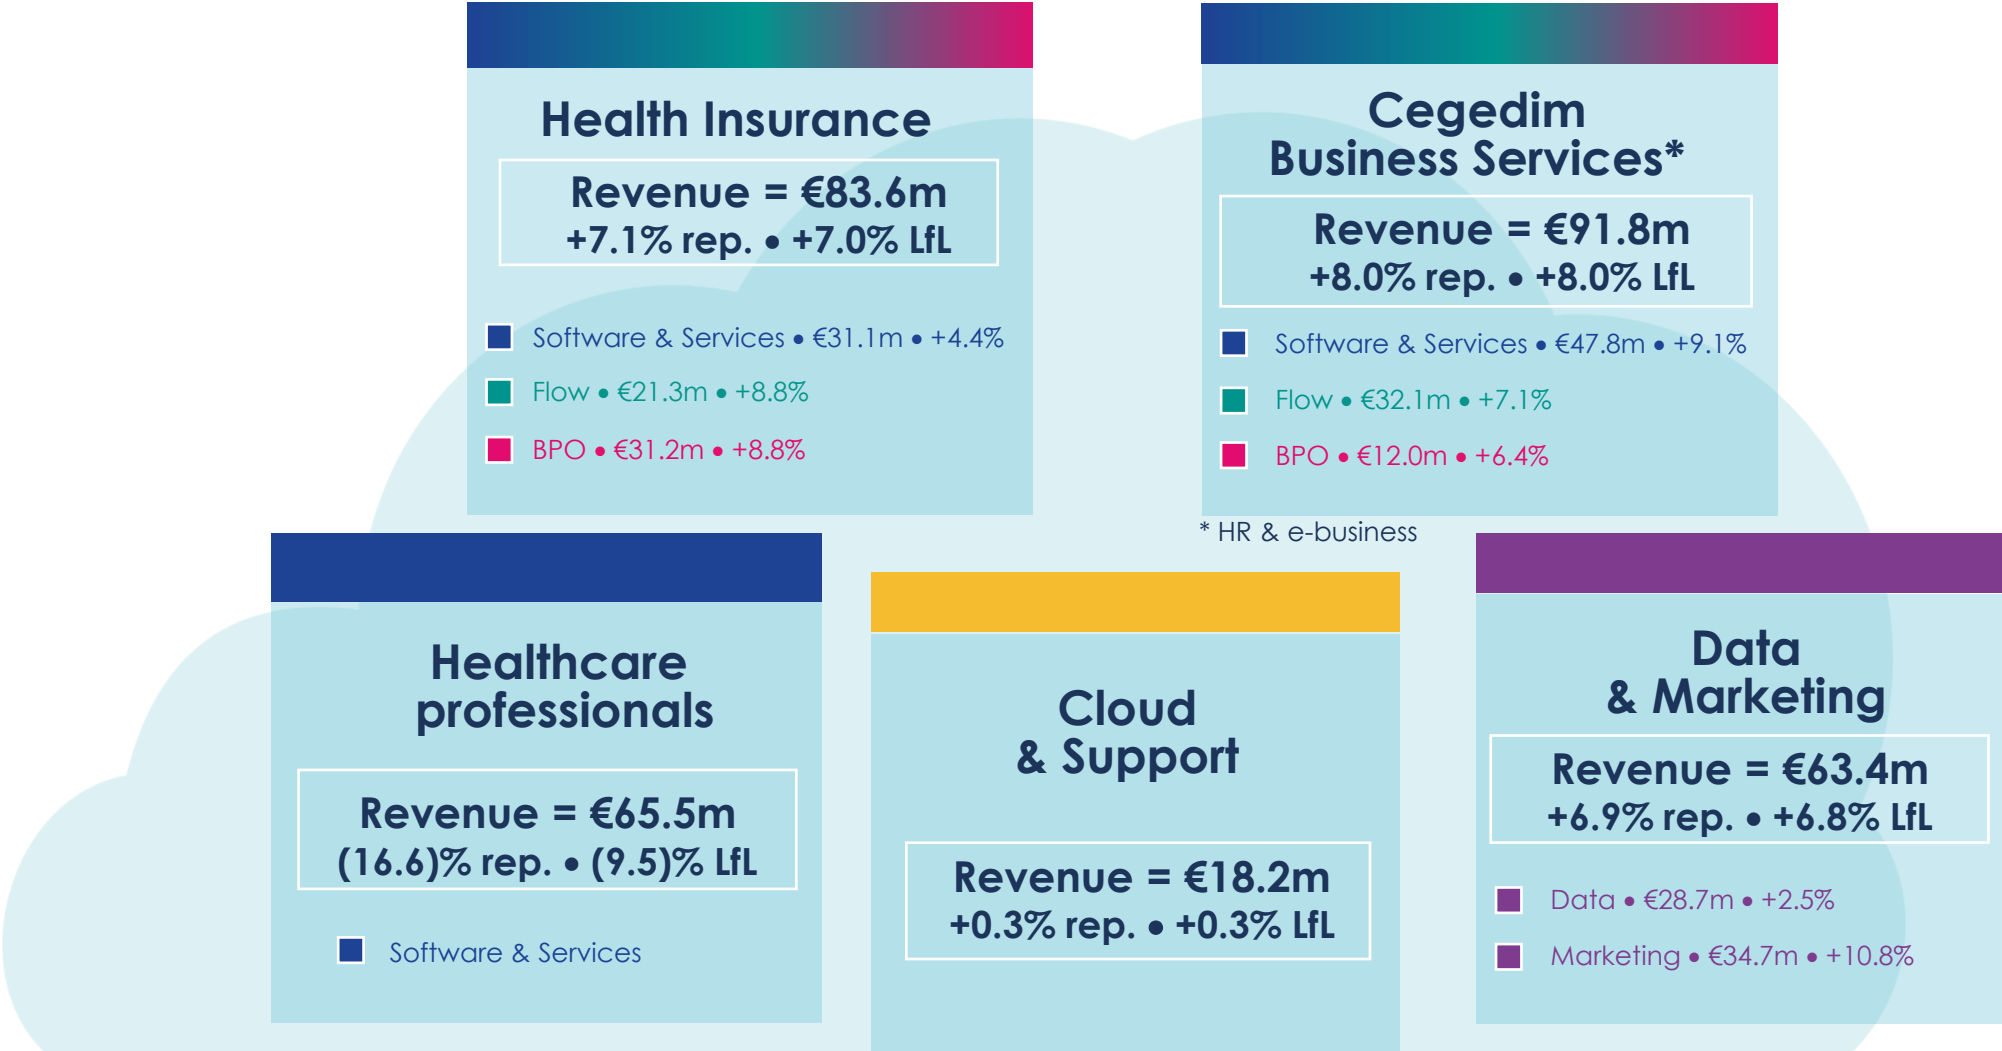 Health Insurance
Revenue = €83.6m
+7.1% rep. • +7.0% LfL
Software & Services • €31.1m • +4.4%
Flow • €21.3m • +8.8%
BPO • €31.2m • +8.8%
Cegedim
Business Services*
Revenue = €91.8m
+8.0% rep. • +8.0% LfL
Software & Services • €47.8m • +9.1%
Flow • €32.1m • +7.1%
BPO • €12.0m • +6.4%
* HR & e-business
Healthcare
professionals
Revenue = €65.5m
(16.6)% rep. • (9.5)% LfL
Software & Services
Cloud
& Support
Revenue = €18.2m
+0.3% rep. • +0.3% LfL
Data
& Marketing
Revenue = €63.4m
+6.9% rep. • +6.8% LfL
Data • €28.7m • +2.5%
Marketing • €34.7m • +10.8%